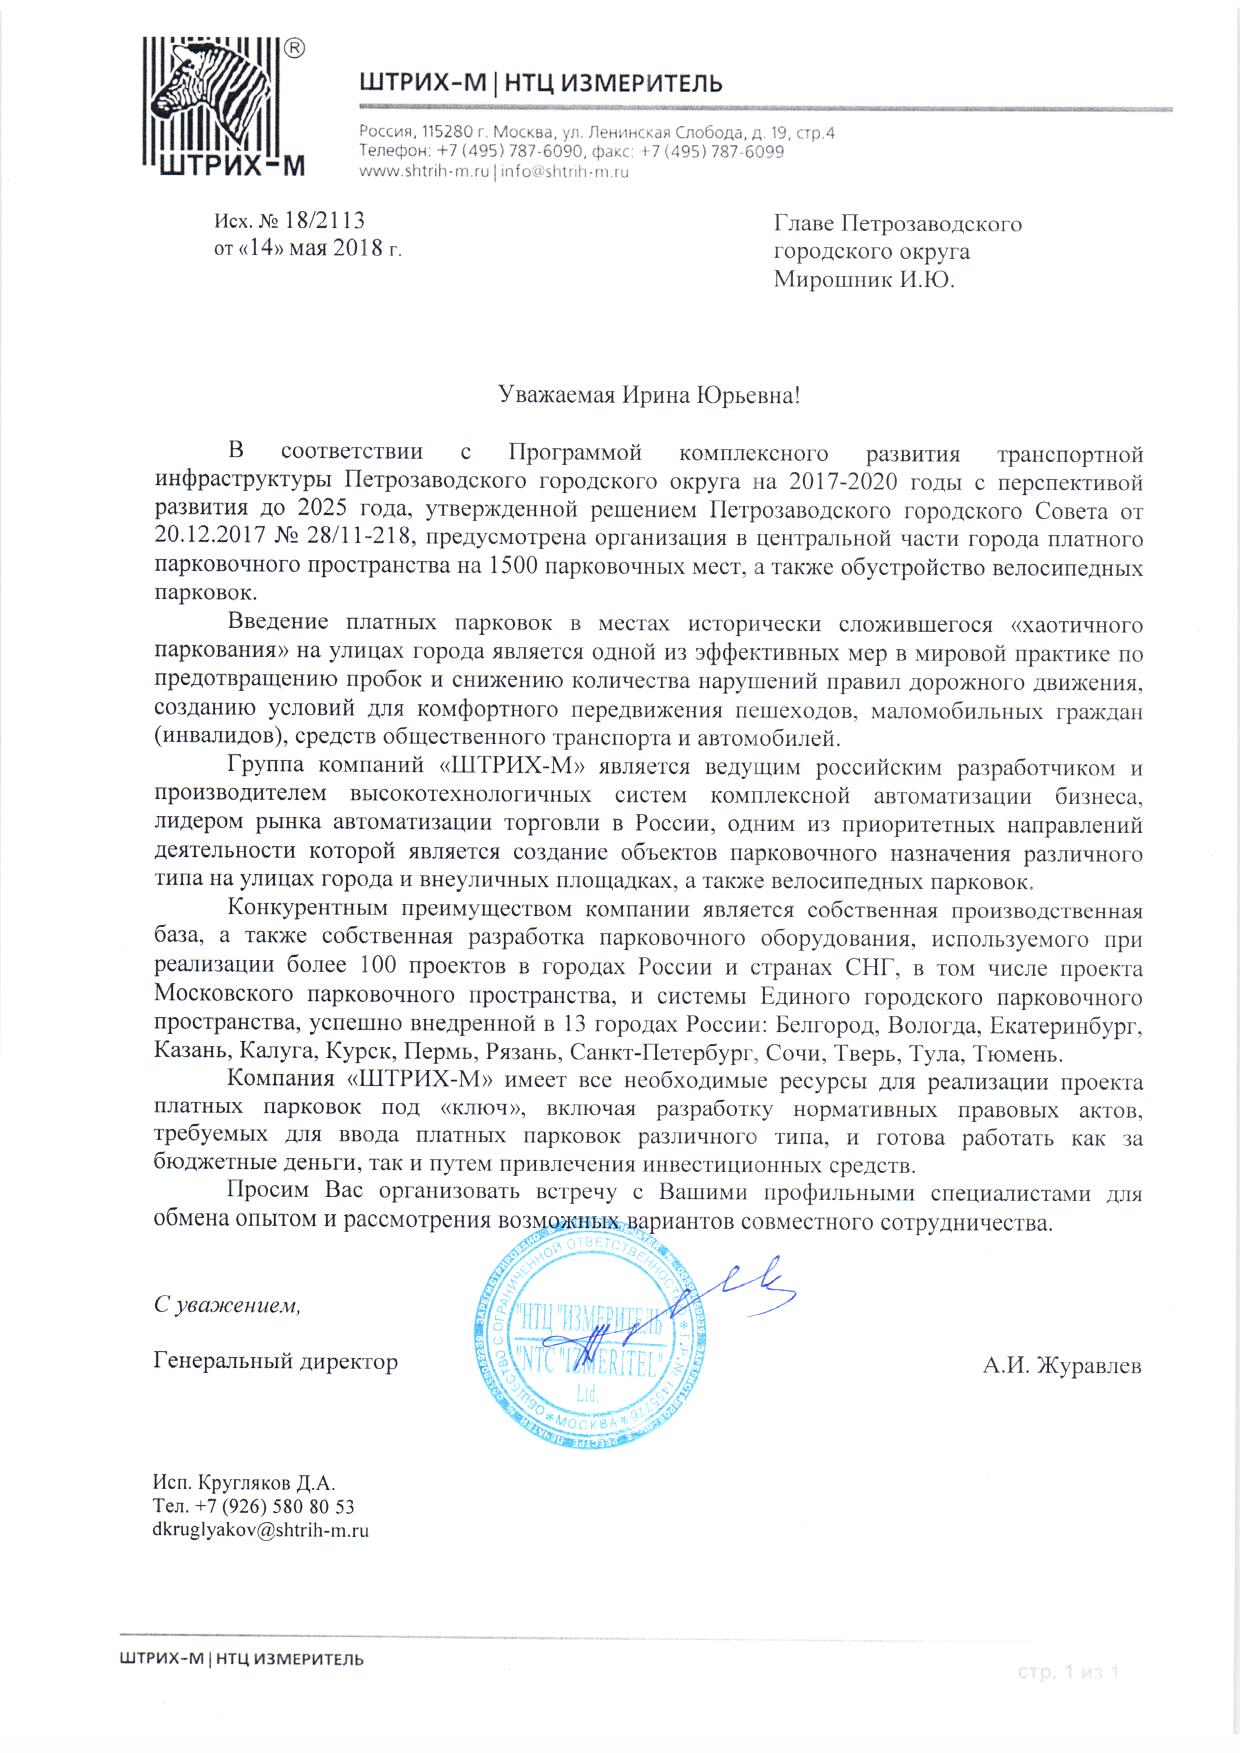 ®
ШТРИХ-М
ШТРИХ-М | НТЦ ИЗМЕРИТЕЛЬ
Россия, 115280 г. Москва, ул. Ленинская Слобода, д. 19, стр.4
Телефон: +7 (495) 787-6090, факс: +7 (495) 787-6099
www.shtrih-m.ru | info@shtrih-m.ru
Исх. № 18/2113
от «14» мая 2018 г.
Главе Петрозаводского
городского округа
Мирошник И.Ю.
Уважаемая Ирина Юрьевна!
В соответствии с Программой комплексного развития транспортной
инфраструктуры Петрозаводского городского округа на 2017-2020 годы с перспективой
развития до 2025 года, утвержденной решением Петрозаводского городского Совета от
20.12.2017 № 28/11-218, предусмотрена организация в центральной части города платного
парковочного пространства на 1500 парковочных мест, а также обустройство велосипедных
парковок.
Введение платных парковок в местах исторически сложившегося «хаотичного
паркования» на улицах города является одной из эффективных мер в мировой практике по
предотвращению пробок и снижению количества нарушений правил дорожного движения,
созданию условий для комфортного передвижения пешеходов, маломобильных граждан
(инвалидов), средств общественного транспорта и автомобилей.
Группа компаний «ШТРИХ-М» является ведущим российским разработчиком и
производителем высокотехнологичных систем комплексной автоматизации бизнеса,
лидером рынка автоматизации торговли в России, одним из приоритетных направлений
деятельности которой является создание объектов парковочного назначения различного
типа на улицах города и внеуличных площадках, а также велосипедных парковок.
Конкурентным преимуществом компании является собственная производственная
база, а также собственная разработка парковочного оборудования, используемого при
реализации более 100 проектов в городах России и странах СНГ, в том числе проекта
Московского парковочного пространства, и системы Единого городского парковочного
пространства, успешно внедренной в 13 городах России: Белгород, Вологда, Екатеринбург,
Казань, Калуга, Курск, Пермь, Рязань, Санкт-Петербург, Сочи, Тверь, Тула, Тюмень.
Компания «ШТРИХ-М» имеет все необходимые ресурсы для реализации проекта
платных парковок под «ключ», включая разработку нормативных правовых актов,
требуемых для ввода платных парковок различного типа, и готова работать как за
бюджетные деньги, так и путем привлечения инвестиционных средств.
Просим Вас организовать встречу с Вашими профильными специалистами для
обмена опытом и рассмотрения возможных вариантов совместного сотрудничества.
С уважением,
Генеральный директор
А.И. Журавлев
ОБЩЕСТВО С ОГРАНИЧЕННОЙ ОТВЕТСТВЕННОСТЬЮ
"НТЦ "ИЗМЕРИТЕЛЬ
"NTC "IZMERITEL"
Ltd.
* МОСКВА *
Исп. Кругляков Д.А.
Тел. +7 (926) 580 80 53
dkruglyakov@shtrih-m.ru
ШТРИХ-М | НТЦ ИЗМЕРИТЕЛЬ
стр. 1 из 1